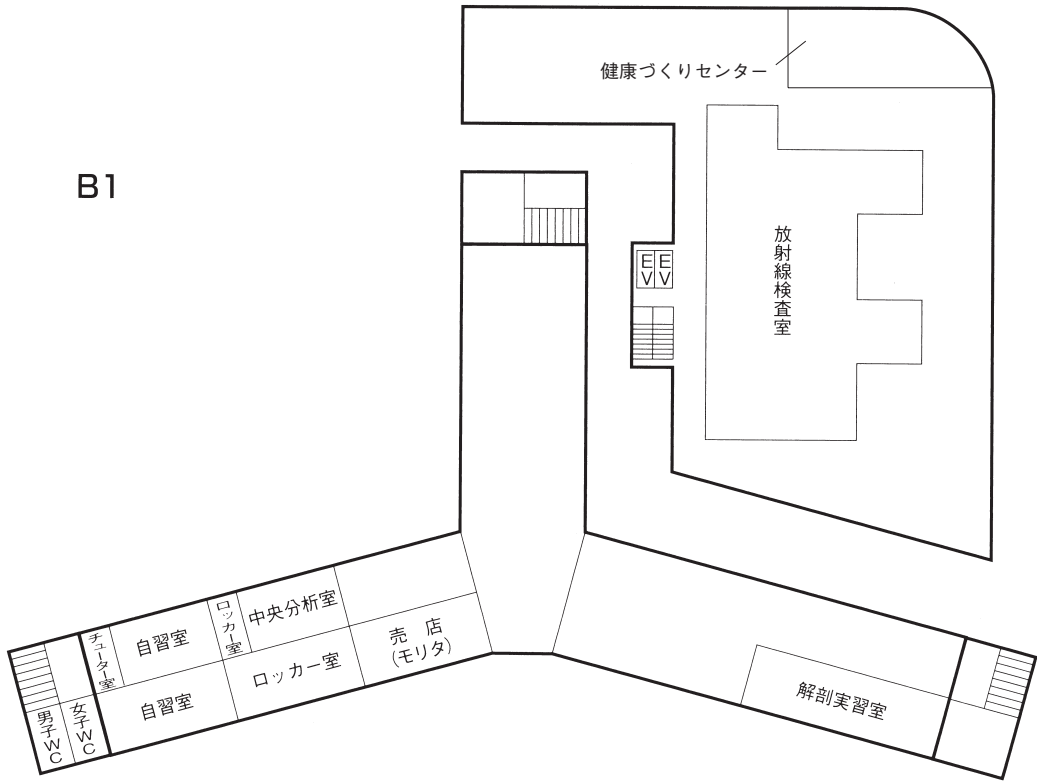 健康づくりセンター
B1
放射線検査室
EV
EV
チューター室
自習室
ロッカー室
中央分析室
自習室
ロッカー室
売 店
(モリタ)
男子WC
女子WC
解剖実習室